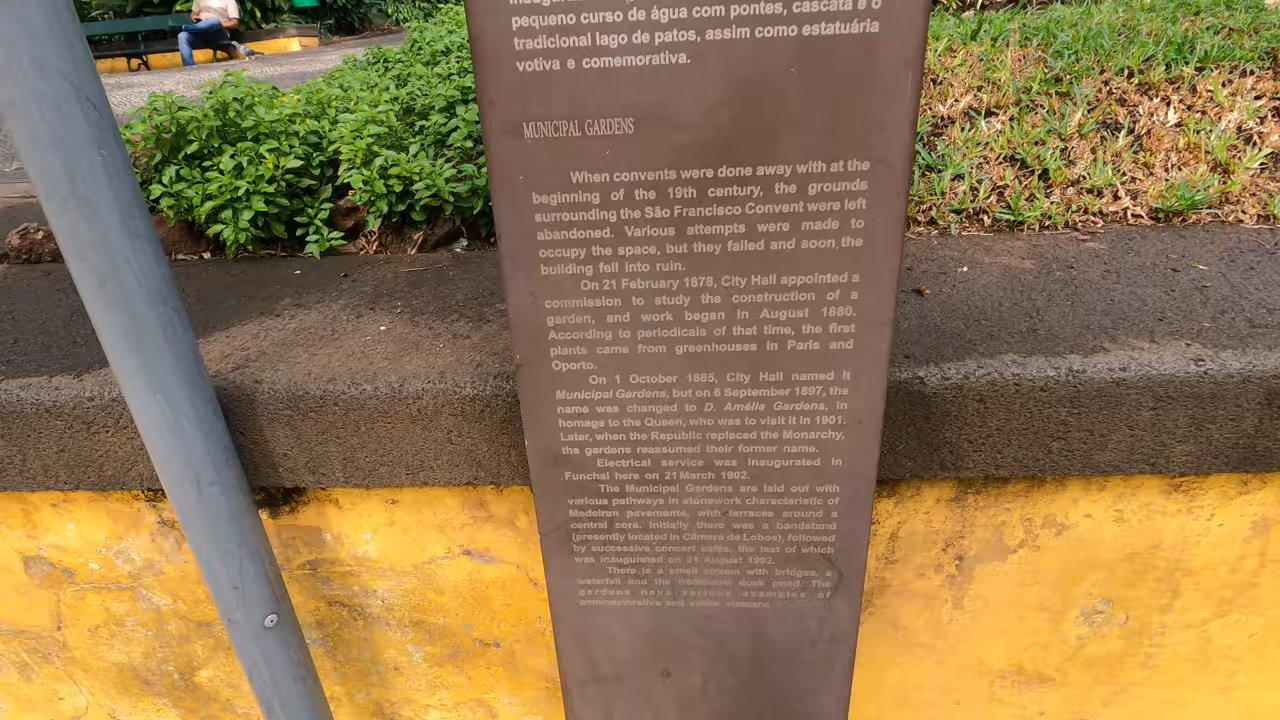 pequeno curso de água com pontes, cascata e o
tradicional lago de patos, assim como estatuária
votiva e comemorativa.
MUNICIPAL GARDENS
When convents were done away with at the
beginning of the 19th century, the grounds
surrounding the São Francisco Convent were left
abandoned. Various attempts were made to
occupy the space, but they failed and soon the
building fell into ruin.
On 21 February 1878, City Hall appointed a
commission to study the construction of a
garden, and work began in August 1880.
According to periodicals of that time, the first
plants came from greenhouses in Paris and
Oporto.
On 1 October 1885, City Hall named it
Municipal Gardens, but on 6 September 1897, the
name was changed to D. Amélia Gardens, in
homage to the Queen, who was to visit it in 1901.
Later, when the Republic replaced the Monarchy,
the gardens reassumed their former name.
Electrical service was inaugurated in
Funchal here on 21 March 1902.
The Municipal Gardens are laid out with
various pathways in stonework characteristic of
Madeiran pavements, with terraces around a
central core. Initially there was a bandstand
(presently located in Câmara de Lobos), followed
by successive concert cafés, the last of which
was inaugurated on 21 August 1992.
There is a small stream with bridges, a
waterfall and the traditional duck pond. The
gardens have various examples of
commemorative and votive statuary.